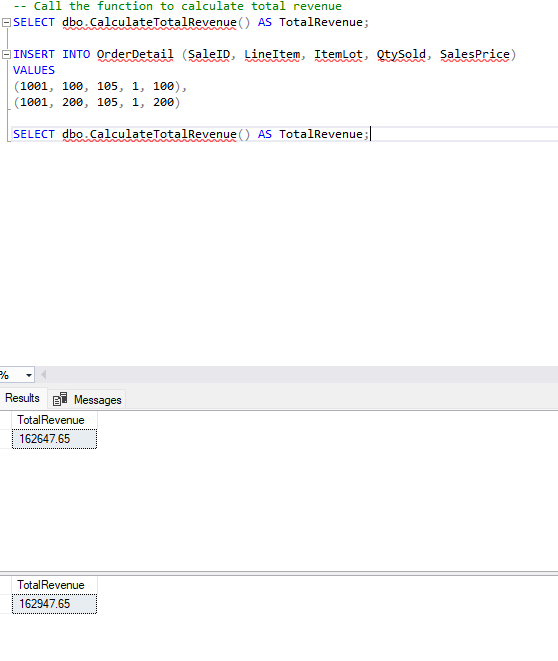 -- Call the function to calculate total revenue
SELECT dbo.CalculateTotalRevenue() AS TotalRevenue;
INSERT INTO OrderDetail (SaleID, LineItem, ItemLot, QtySold, SalesPrice)
VALUES
(1001, 100, 105, 1, 100),
(1001, 200, 105, 1, 200)
SELECT dbo.CalculateTotalRevenue() AS TotalRevenue;
%
Results Messages
TotalRevenue
162647.65
TotalRevenue
162947.65